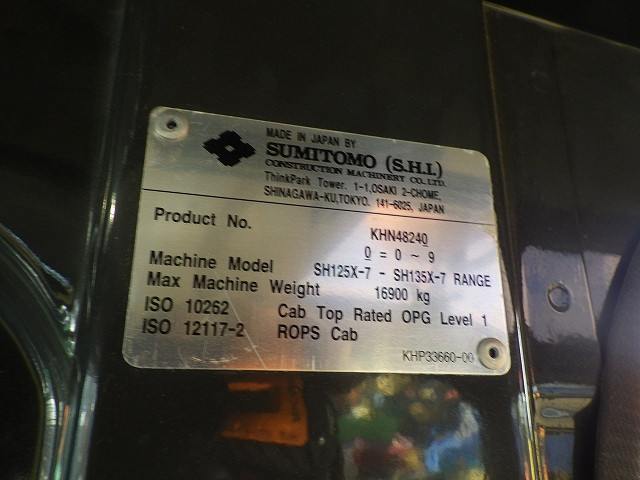 MADE IN JAPAN BY
SUMITOMO (S.H.I.)
CONSTRUCTION MACHINERY CO., LTD.
ThinkPark Tower. 1-1,OSAKI 2-CHOME,
SHINAGAWA-KU,TOKYO. 141-6025, JAPAN
Product No. KHN48240
0 = 0 ~ 9
Machine Model SH125X-7 - SH135X-7 RANGE
Max Machine Weight 16900 kg
ISO 10262 Cab Top Rated OPG Level 1
ISO 12117-2 ROPS Cab
KHP33660-00